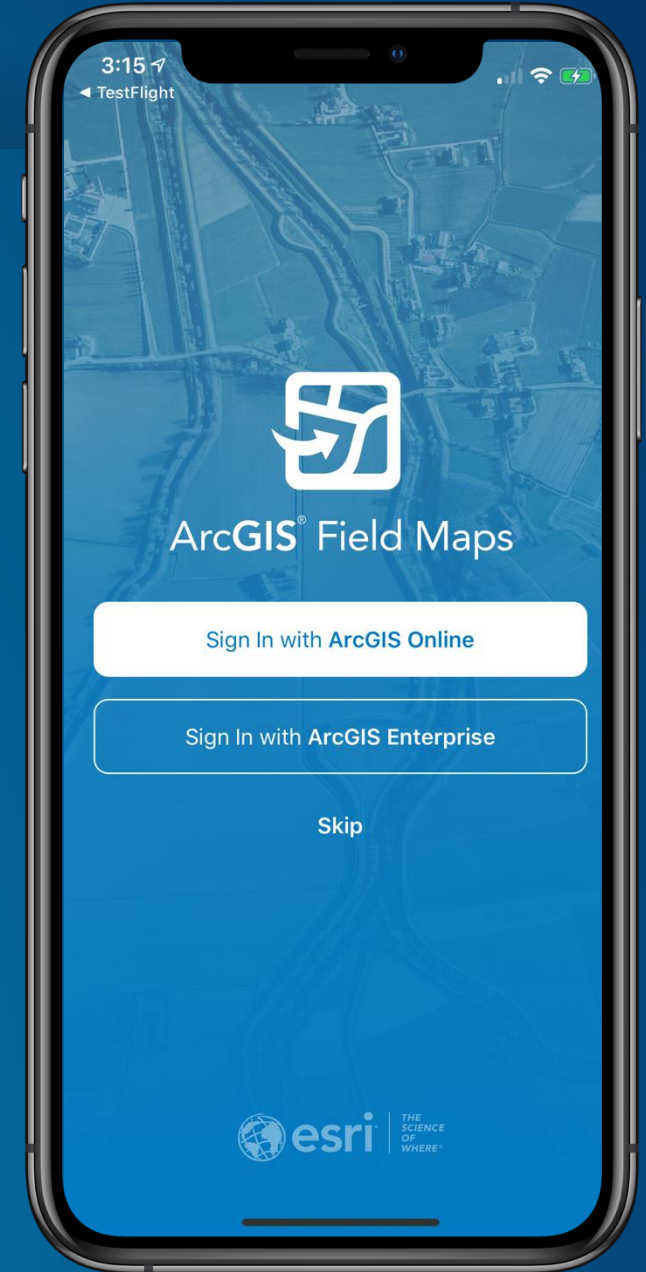 3:15
◀ TestFlight
ArcGIS® Field Maps
Sign In with ArcGIS Online
Sign In with ArcGIS Enterprise
Skip
esri
THE
SCIENCE
OF
WHERE®